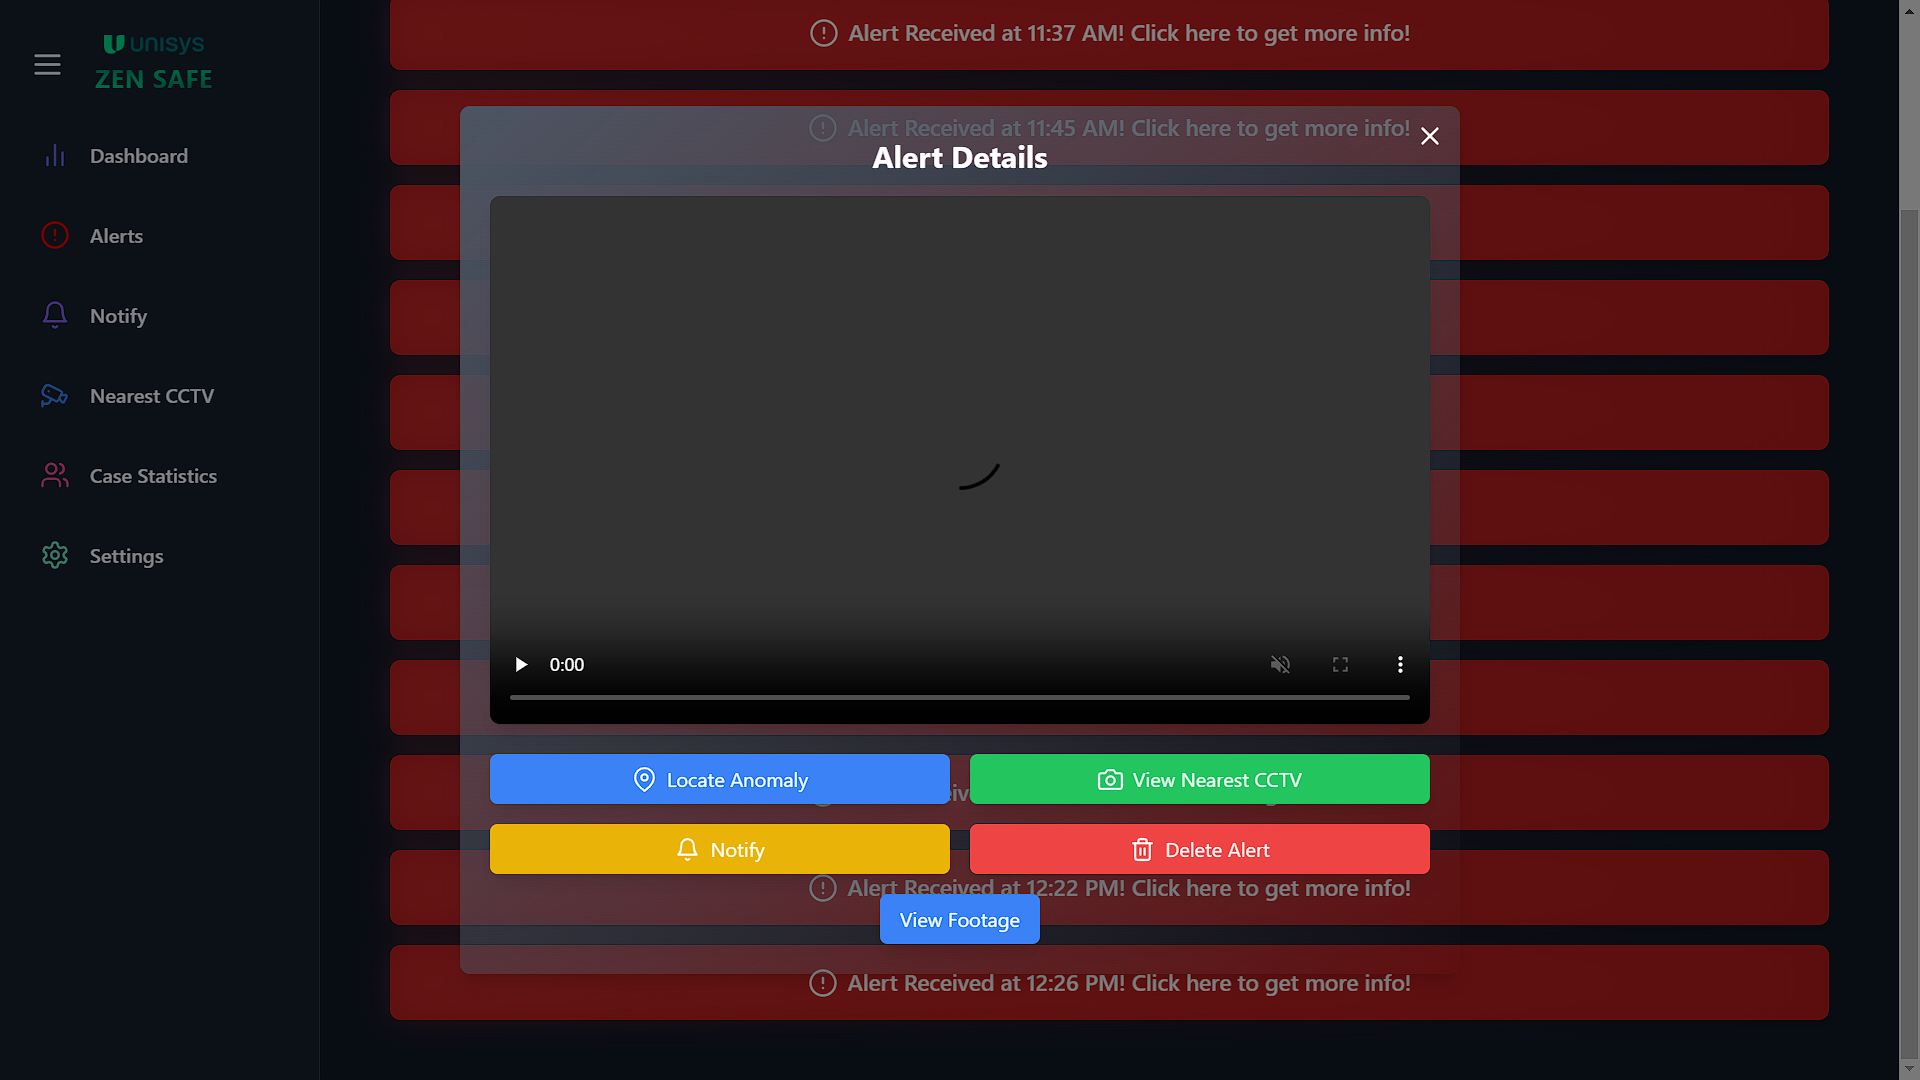 unisys
ZEN SAFE
Dashboard
Alerts
Notify
Nearest CCTV
Case Statistics
Settings
Alert Received at 11:37 AM! Click here to get more info!
Alert Received at 11:45 AM! Click here to get more info!
Alert Details
0:00
Locate Anomaly
View Nearest CCTV
Notify
Delete Alert
Alert Received at 12:22 PM! Click here to get more info!
View Footage
Alert Received at 12:26 PM! Click here to get more info!